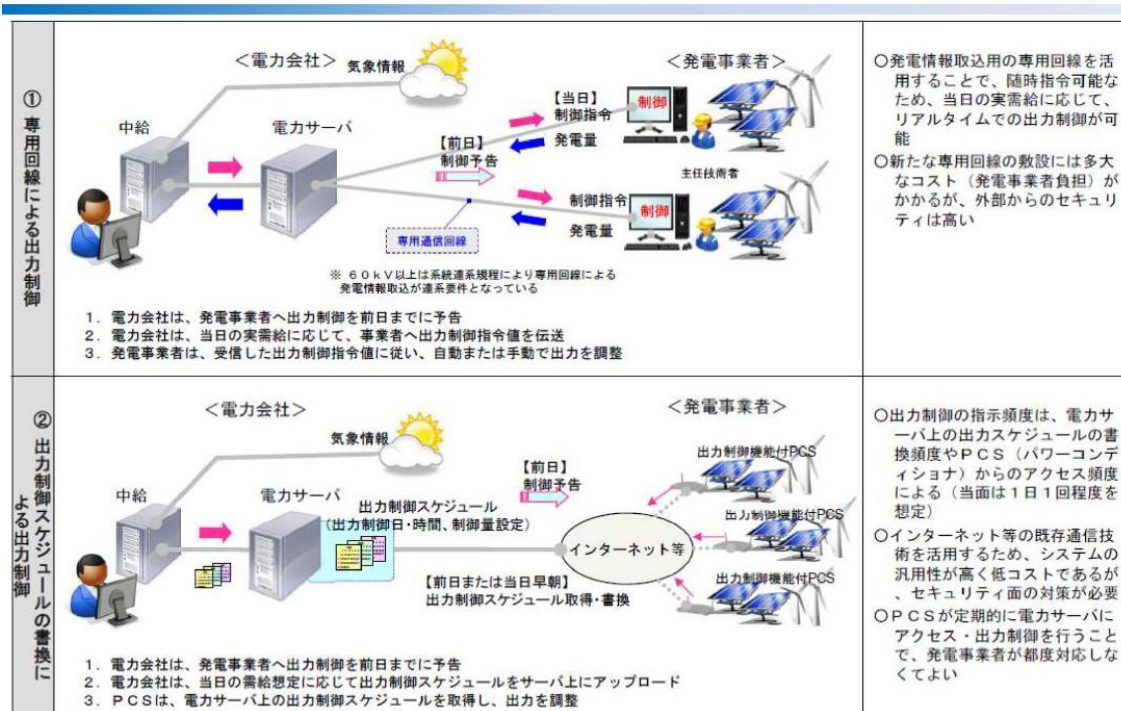 ①専用回線による出力制御
<電力会社>
気象情報
<発電事業者>
中給
電力サーバ
【当日】
制御指令
発電量
【前日】
制御予告
制御
主任技術者
制御指令
発電量
制御
専用通信回線
※ 60kV以上は系統連系規程により専用回線による
発電情報取込が連系要件となっている
1. 電力会社は、発電事業者へ出力制御を前日までに予告
2. 電力会社は、当日の実需給に応じて、事業者へ出力制御指令値を伝送
3. 発電事業者は、受信した出力制御指令値に従い、自動または手動で出力を調整
○発電情報取込用の専用回線を活
用することで、随時指令可能な
ため、当日の実需給に応じて、
リアルタイムでの出力制御が可
能
○新たな専用回線の敷設には多大
なコスト（発電事業者負担）が
かかるが、外部からのセキュリ
ティは高い
②出力制御スケジュールの書換に
よる出力制御
<電力会社>
気象情報
<発電事業者>
中給
電力サーバ
出力制御スケジュール
（出力制御日・時間、制御量設定）
【前日】
制御予告
インターネット等
【前日または当日早朝】
出力制御スケジュール取得・書換
出力制御機能付PCS
出力制御機能付PCS
出力制御機能付PCS
1. 電力会社は、発電事業者へ出力制御を前日までに予告
2. 電力会社は、当日の需給想定に応じて出力制御スケジュールをサーバ上にアップロード
3. PCSは、電力サーバ上の出力制御スケジュールを取得し、出力を調整
○出力制御の指示頻度は、電力サ
ーバ上の出力スケジュールの書
換頻度やPCS（パワーコンデ
ィショナ）からのアクセス頻度
による（当面は1日1回程度を
想定）
○インターネット等の既存通信技
術を活用するため、システムの
汎用性が高く低コストであるが
、セキュリティ面の対策が必要
○PCSが定期的に電力サーバに
アクセス・出力制御を行うこと
で、発電事業者が都度対応しな
くてよい